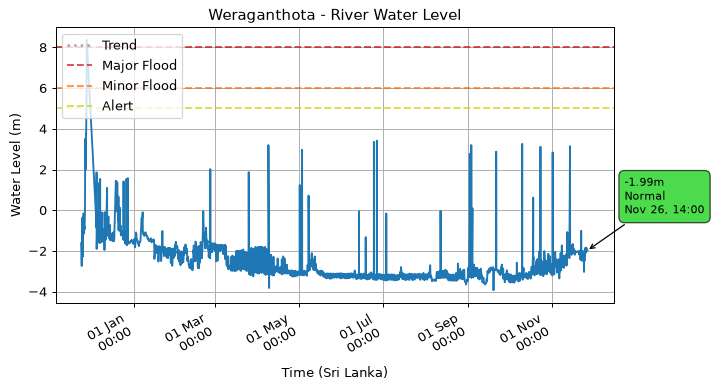 Weraganthota - River Water Level
Trend
Major Flood
Minor Flood
Alert
Water Level (m)
8
6
4
2
0
−2
−4
-1.99m
Normal
Nov 26, 14:00
01 Jan
00:00
01 Mar
00:00
01 May
00:00
01 Jul
00:00
01 Sep
00:00
01 Nov
00:00
Time (Sri Lanka)